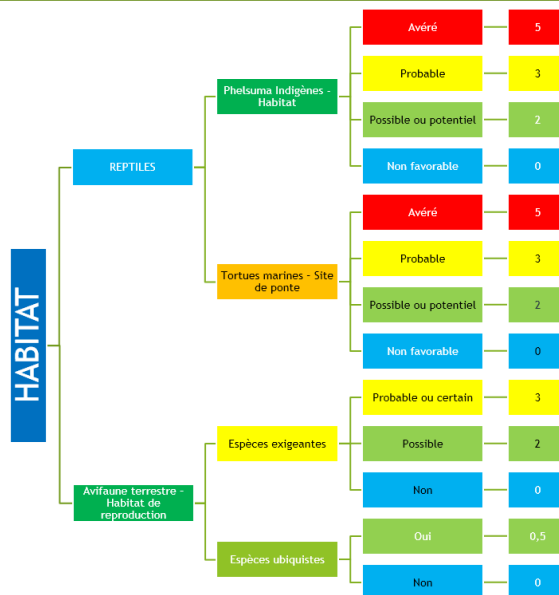 HABITAT
REPTILES
Phelsuma Indigènes -
Habitat
Avéré
5
Probable
3
Possible ou potentiel
2
Non favorable
0
Tortues marines - Site
de ponte
Avéré
5
Probable
3
Possible ou potentiel
2
Non favorable
0
Avifaune terrestre -
Habitat de
reproduction
Espèces exigeantes
Probable ou certain
3
Possible
2
Non
0
Espèces ubiquistes
Oui
0,5
Non
0